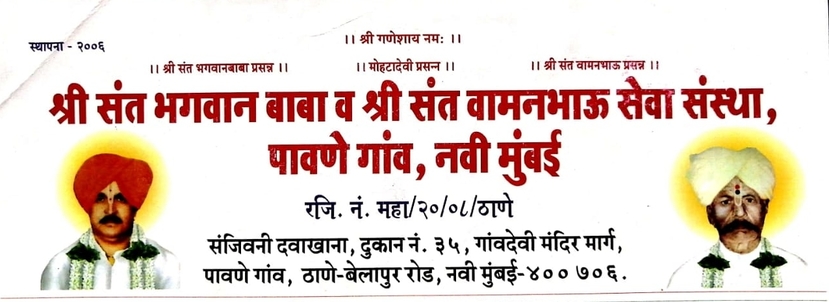 ।। श्री गणेशाय नमः ।।
स्थापना - २००६
।। श्री संत भगवानबाबा प्रसन्न ।। ।। मोहटादेवी प्रसन्न ।। ।। श्री संत वामनभाऊ प्रसन्न ।।
श्री संत भगवान बाबा व श्री संत वामनभाऊ सेवा संस्था,
पावणे गांव, नवी मुंबई
रजि. नं. महा/२०/०८/ठाणे
संजिवनी दवाखाना, दुकान नं. ३५, गांवदेवी मंदिर मार्ग,
पावणे गांव, ठाणे-बेलापुर रोड, नवी मुंबई-४०० ७०६.